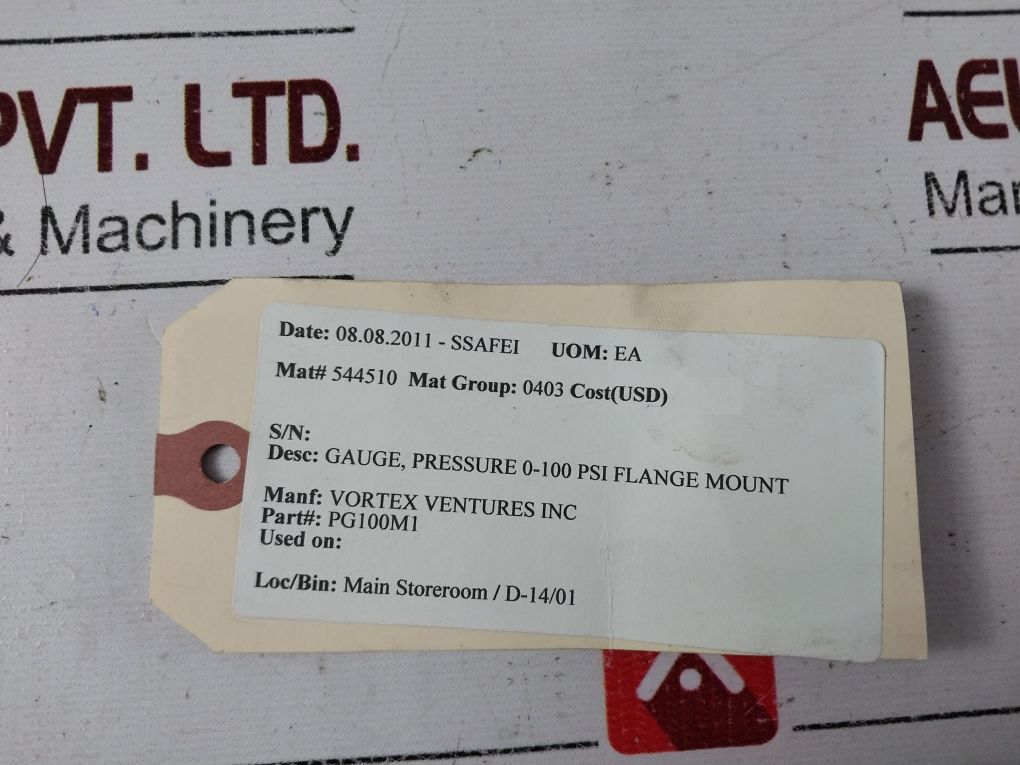 PVT. LTD.
& Machinery
Date: 08.08.2011 - SSAFEI UOM: EA
Mat# 544510 Mat Group: 0403 Cost(USD)
S/N:
Desc: GAUGE, PRESSURE 0-100 PSI FLANGE MOUNT
Manf: VORTEX VENTURES INC
Part#: PG100M1
Used on:
Loc/Bin: Main Storeroom / D-14/01